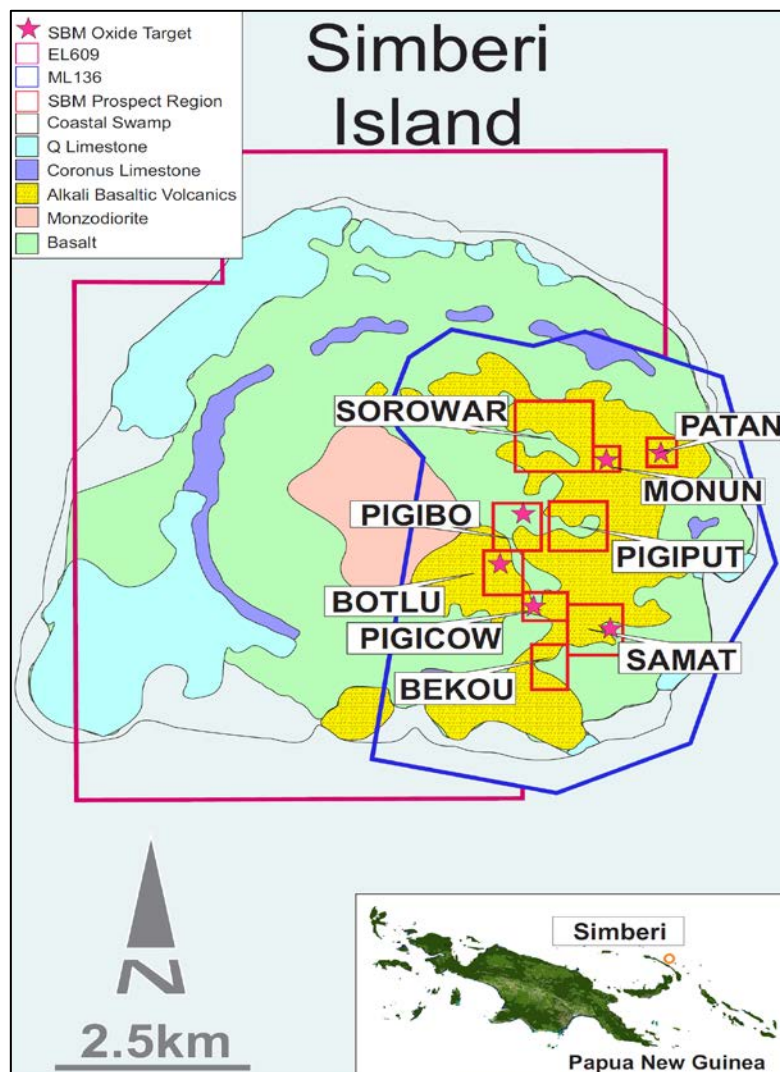 Simberi
Island
SBM Oxide Target
EL609
ML136
SBM Prospect Region
Coastal Swamp
Q Limestone
Coronus Limestone
Alkali Basaltic Volcanics
Monzodiorite
Basalt
SOROWAR
PATAN
MONUN
PIGIBO
PIGIPUT
BOTLU
PIGICOW
SAMAT
BEKOU
N
2.5km
Simberi
Papua New Guinea